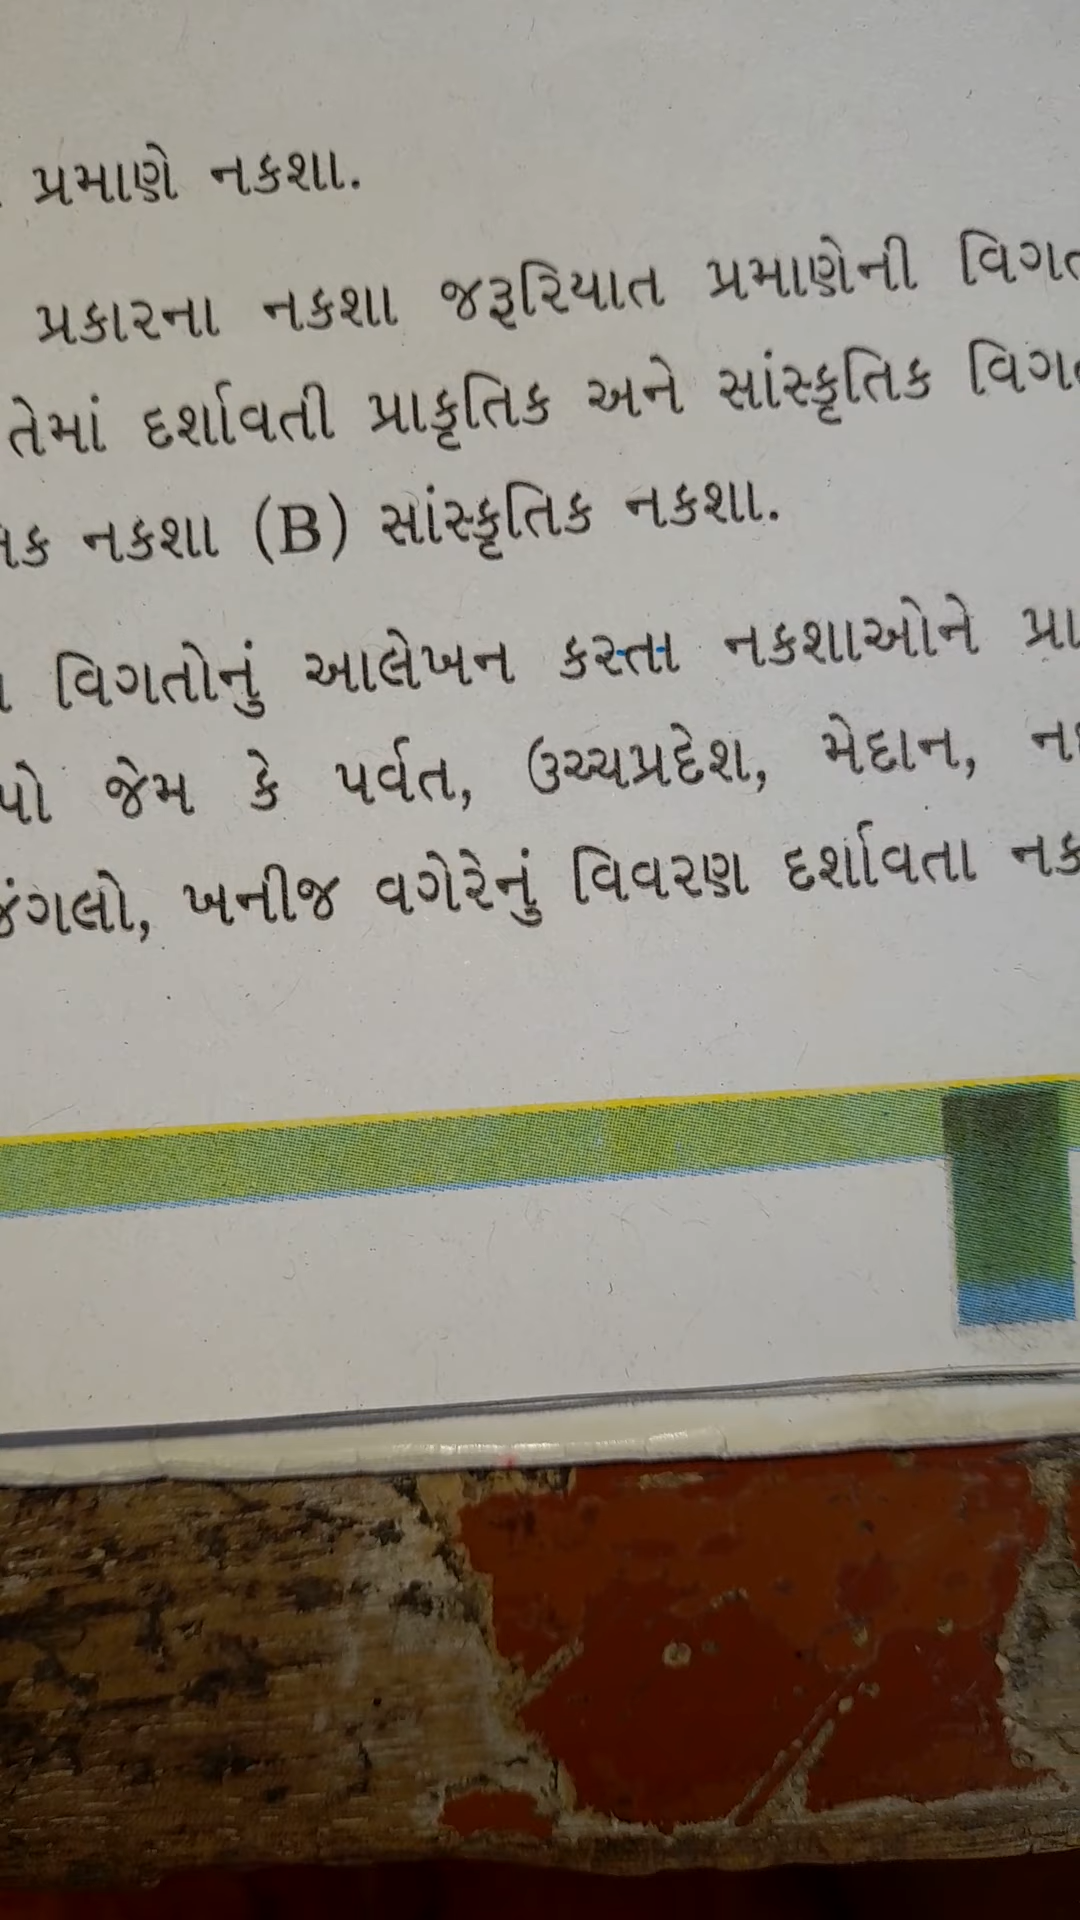 પ્રમાણે નકશા.
પ્રકારના નકશા જરૂરિયાત પ્રમાણેની
તેમાં દર્શાવતી પ્રાકૃતિક અને સાંસ્કૃતિક
નકશા (B) સાંસ્કૃતિક નકશા.
વિગતોનું આલેખન કરતા નકશાઓને
જેમ કે પર્વત, ઉચ્ચપ્રદેશ, મેદાન,
જંગલો, ખનીજ વગેરેનું વિવરણ દર્શાવતા